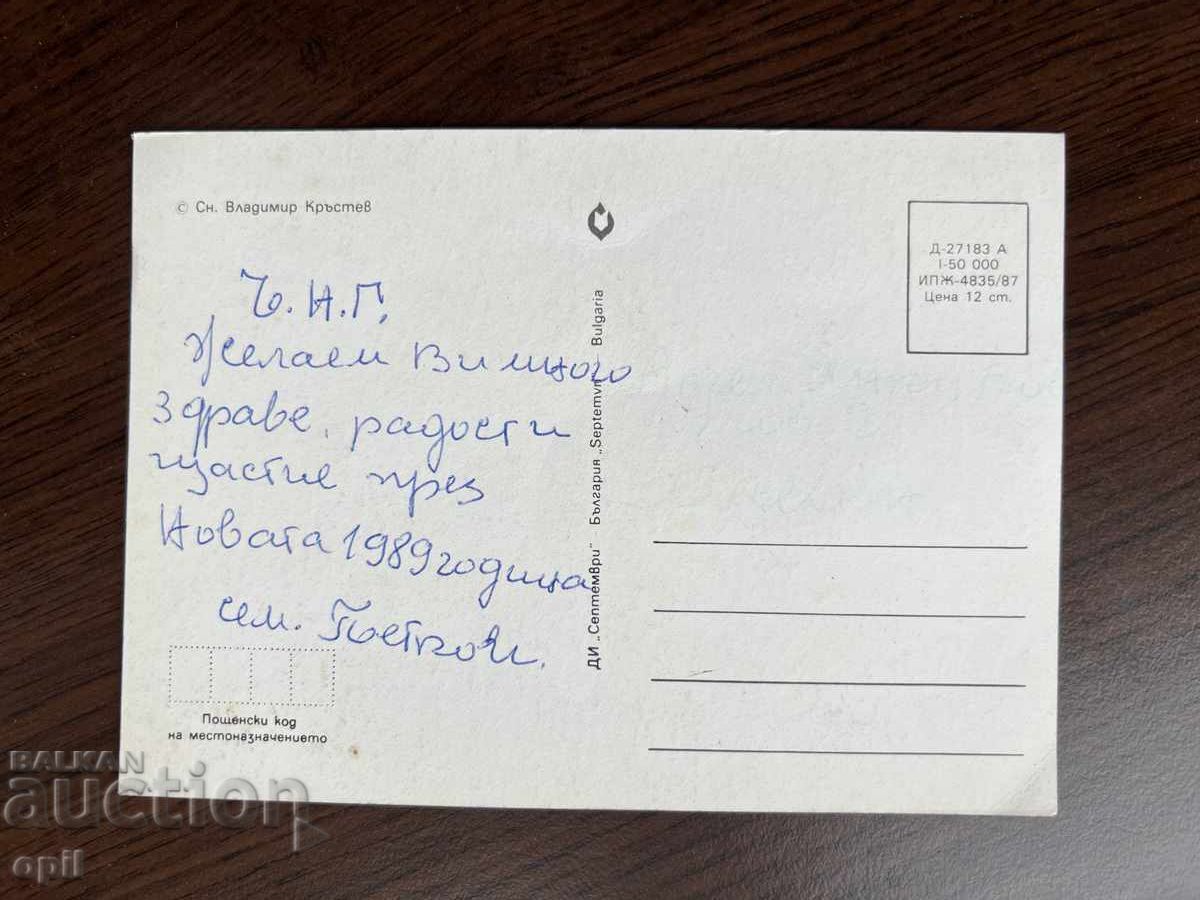 © Сн. Владимир Кръстев
Ч. Н. Г.
Желаем Ви много
здраве, радост и
щастие през
Новата 1989 година
сем. Петкови.
Пощенски код
на местоназначението
ДИ „Септември" България „Septemvri" Bulgaria
Д-27183 А
I-50 000
ИПЖ-4835/87
Цена 12 ст.
BALKAN
auction
opil